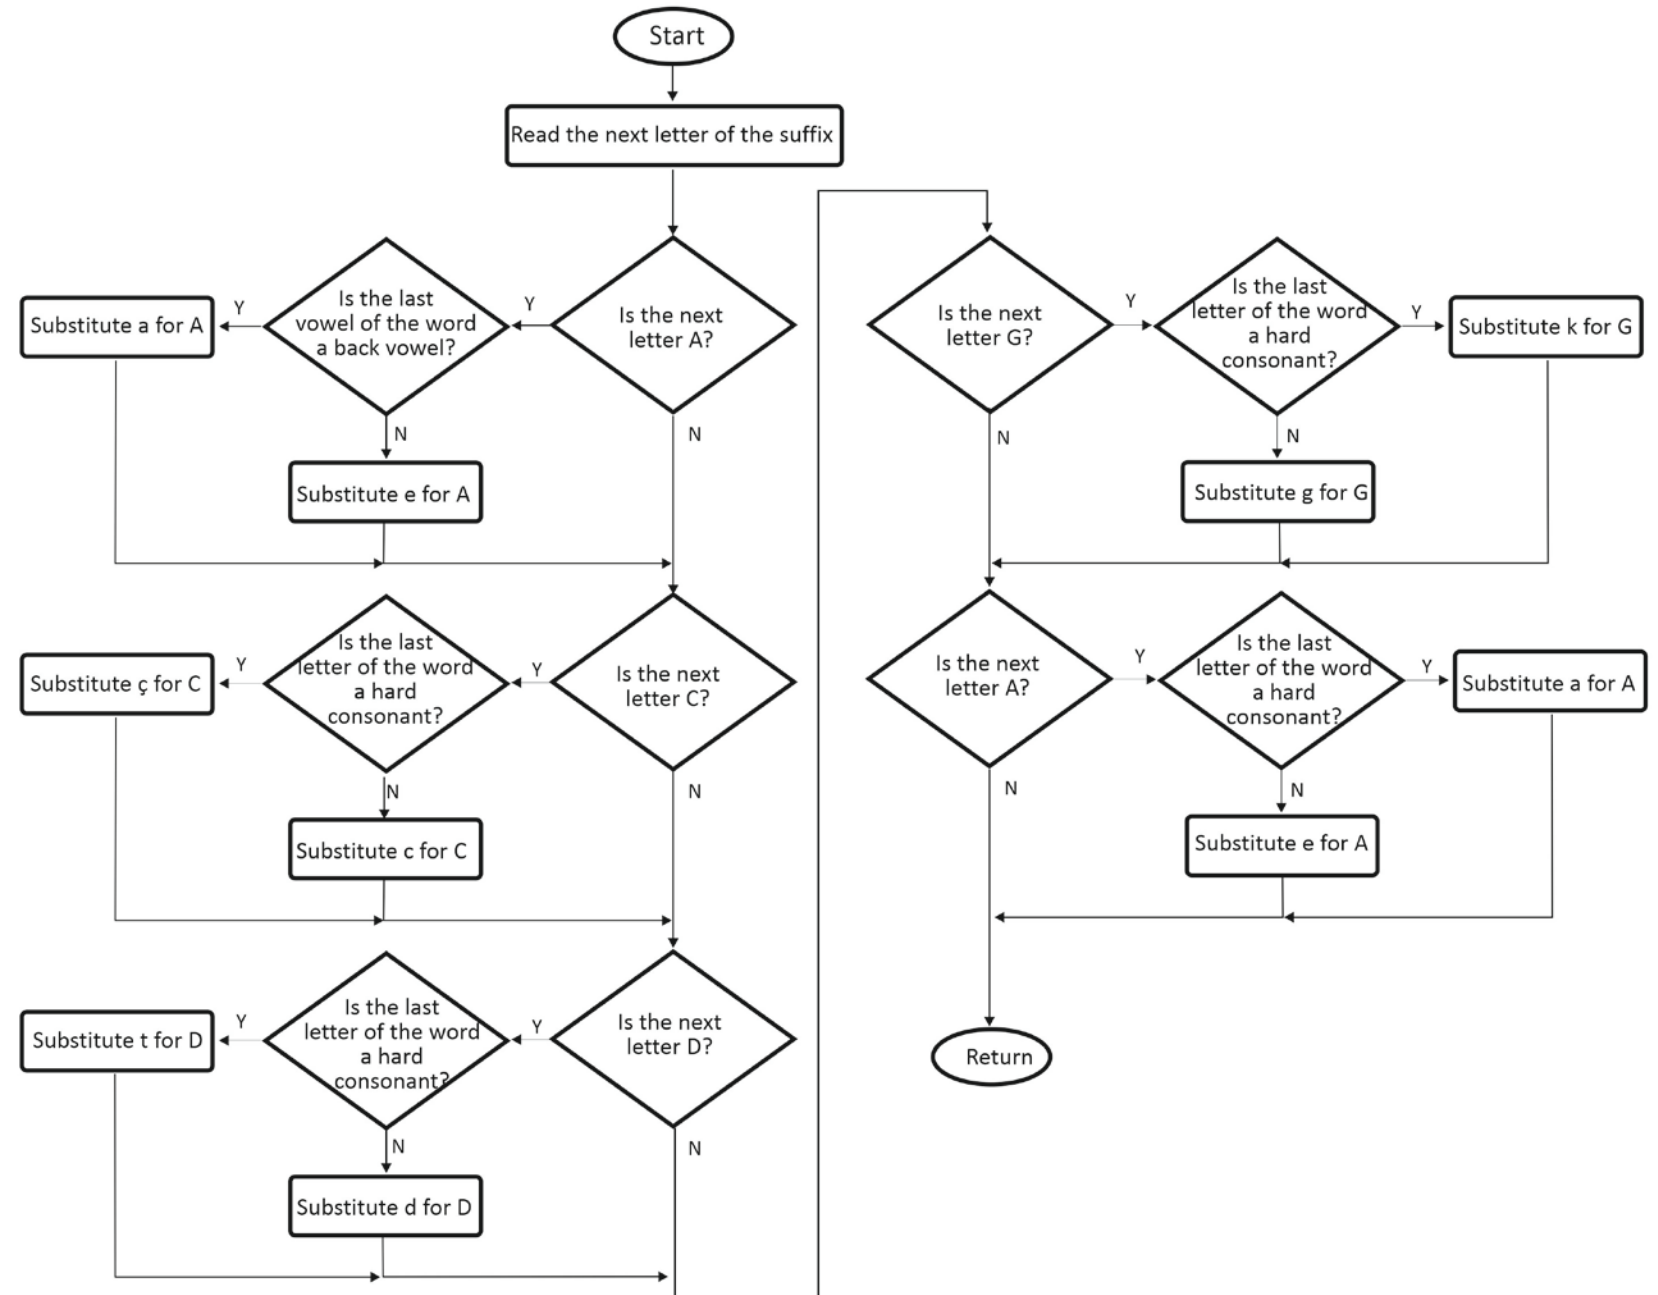 Start
Read the next letter of the suffix
Is the next
letter A?
Y
N
Is the last
vowel of the word
a back vowel?
Y
N
Substitute a for A
Substitute e for A
Is the next
letter C?
Y
N
Is the last
letter of the word
a hard
consonant?
Y
N
Substitute ç for C
Substitute c for C
Is the next
letter D?
Y
N
Is the last
letter of the word
a hard
consonant?
Y
N
Substitute t for D
Substitute d for D
Is the next
letter G?
Y
N
Is the last
letter of the word
a hard
consonant?
Y
N
Substitute k for G
Substitute g for G
Is the next
letter A?
Y
N
Is the last
letter of the word
a hard
consonant?
Y
N
Substitute a for A
Substitute e for A
Return